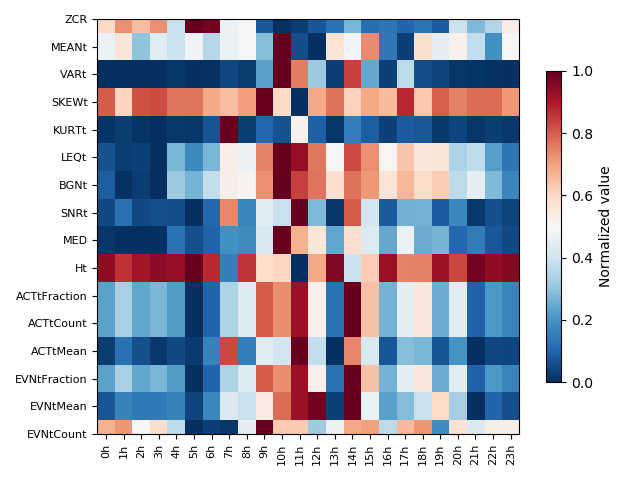 ZCR
MEANt
VARt
SKEWt
KURTt
LEQt
BGNt
SNRt
MED
Ht
ACTtFraction
ACTtCount
ACTtMean
EVNtFraction
EVNtMean
EVNtCount
0h 1h 2h 3h 4h 5h 6h 7h 8h 9h 10h 11h 12h 13h 14h 15h 16h 17h 18h 19h 20h 21h 22h 23h
1.0
0.8
0.6
0.4
0.2
0.0
Normalized value